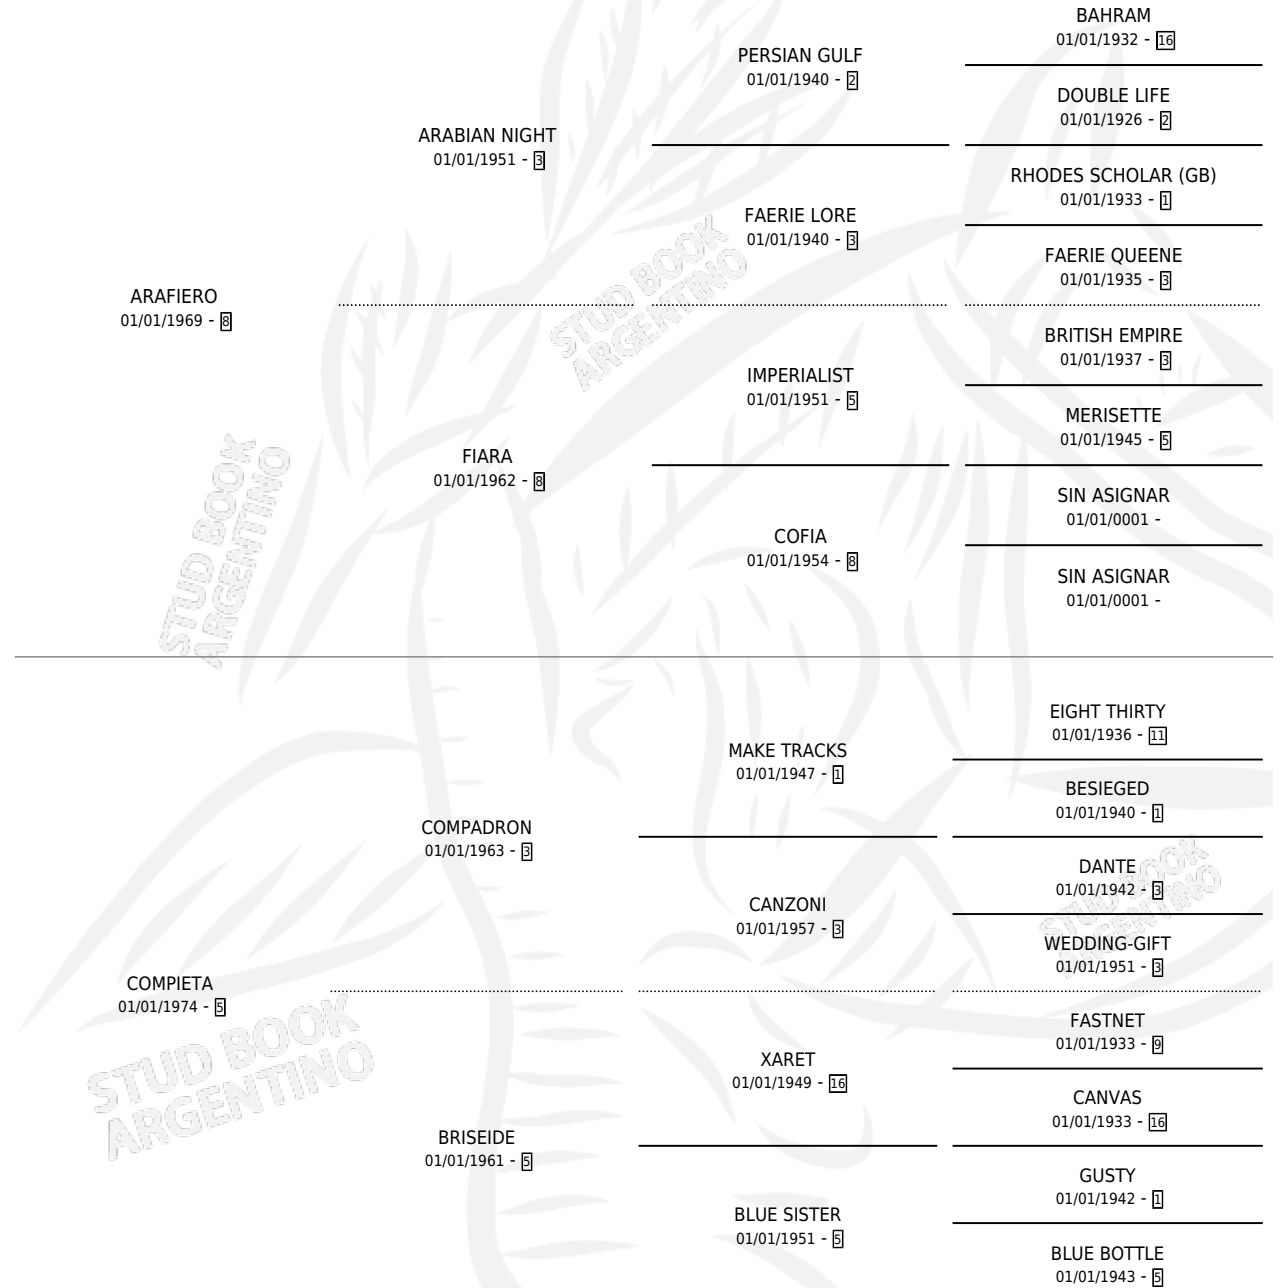 BAHRAM
01/01/1932 - 16
PERSIAN GULF
01/01/1940 - 2
DOUBLE LIFE
01/01/1926 - 2
ARABIAN NIGHT
01/01/1951 - 3
RHODES SCHOLAR (GB)
01/01/1933 - 1
FAERIE LORE
01/01/1940 - 3
FAERIE QUEENE
01/01/1935 - 3
ARAFIERO
01/01/1969 - 8
STUD BOOK
ARGENTINO
BRITISH EMPIRE
01/01/1937 - 3
IMPERIALIST
01/01/1951 - 5
MERISETTE
01/01/1945 - 5
FIARA
01/01/1962 - 8
SIN ASIGNAR
01/01/0001 -
COFIA
01/01/1954 - 8
SIN ASIGNAR
01/01/0001 -
STUD BOOK
ARGENTINO
EIGHT THIRTY
01/01/1936 - 11
MAKE TRACKS
01/01/1947 - 1
BESIEGED
01/01/1940 - 1
COMPADRON
01/01/1963 - 3
DANTE
01/01/1942 - 3
CANZONI
01/01/1957 - 3
WEDDING-GIFT
01/01/1951 - 3
STUD BOOK
ARGENTINO
COMPIETA
01/01/1974 - 5
FASTNET
01/01/1933 - 9
XARET
01/01/1949 - 16
CANVAS
01/01/1933 - 16
STUD BOOK
ARGENTINO
BRISEIDE
01/01/1961 - 5
GUSTY
01/01/1942 - 1
BLUE SISTER
01/01/1951 - 5
BLUE BOTTLE
01/01/1943 - 5